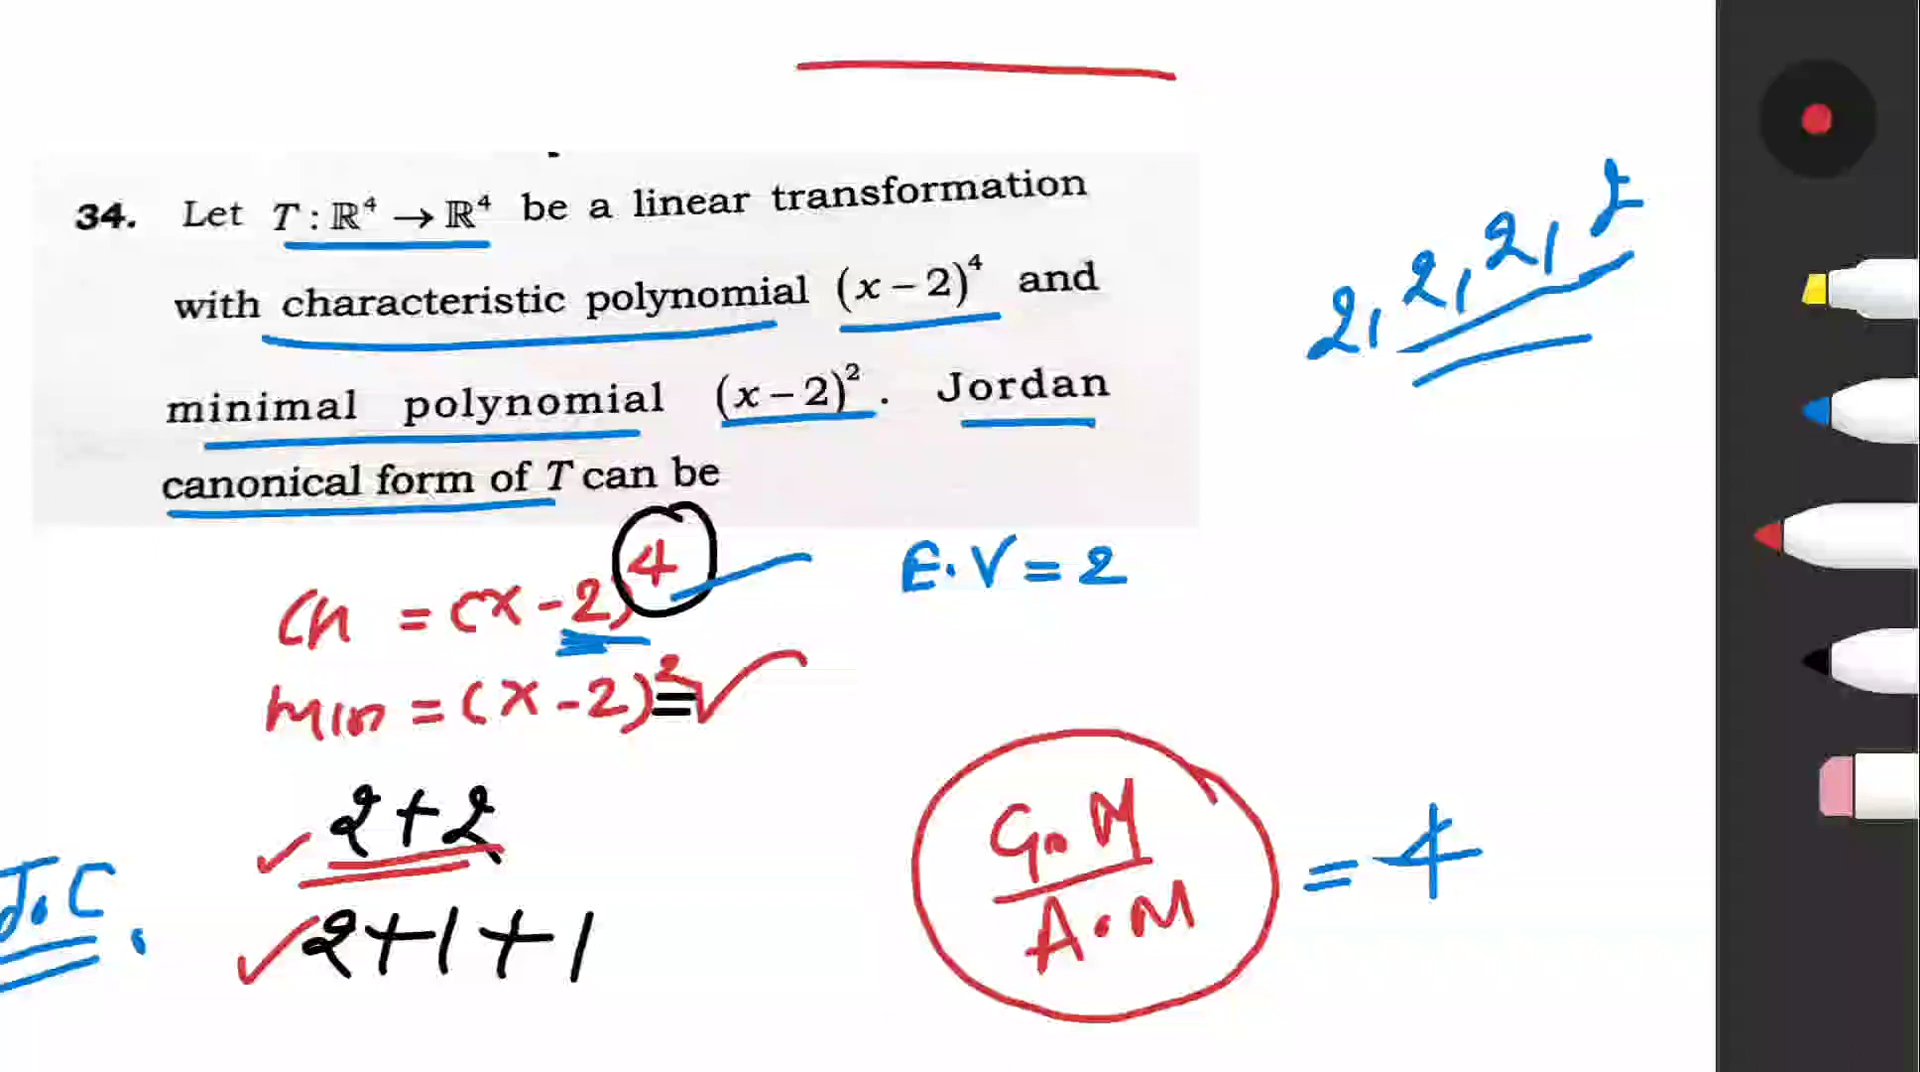 34. Let T : ℝ⁴ → ℝ⁴ be a linear transformation
with characteristic polynomial (x – 2)⁴ and
minimal polynomial (x – 2)². Jordan
canonical form of T can be
2, 2, 2, 2
Ch = (x – 2)⁴
E.V = 2
Min = (x – 2)²
2+2
J.C.
2+1+1
G.M
A.M
= 4